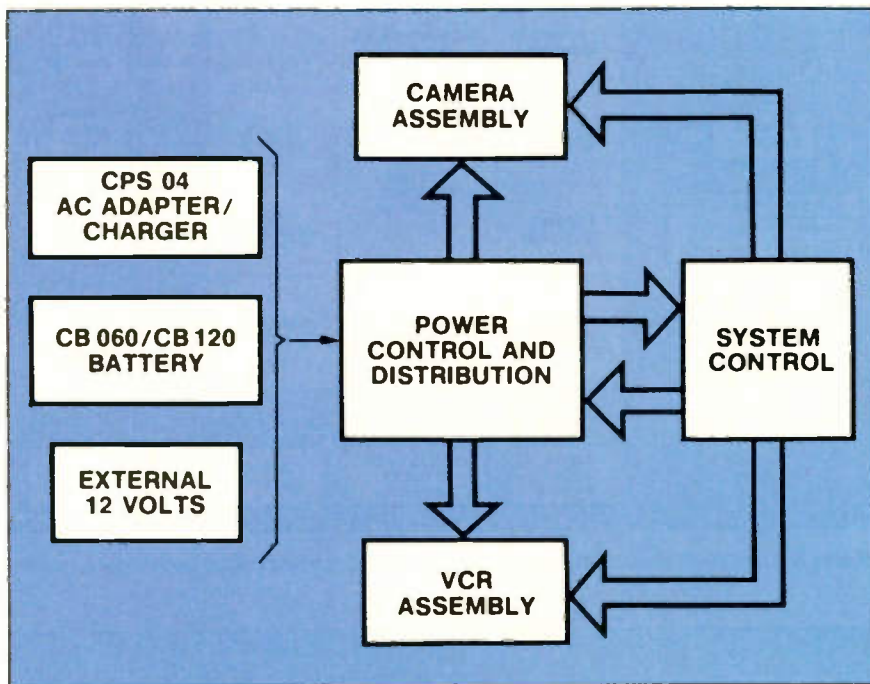 CAMERA
ASSEMBLY
CPS 04
AC ADAPTER/
CHARGER
CB 060/CB 120
BATTERY
EXTERNAL
12 VOLTS
POWER
CONTROL AND
DISTRIBUTION
SYSTEM
CONTROL
VCR
ASSEMBLY